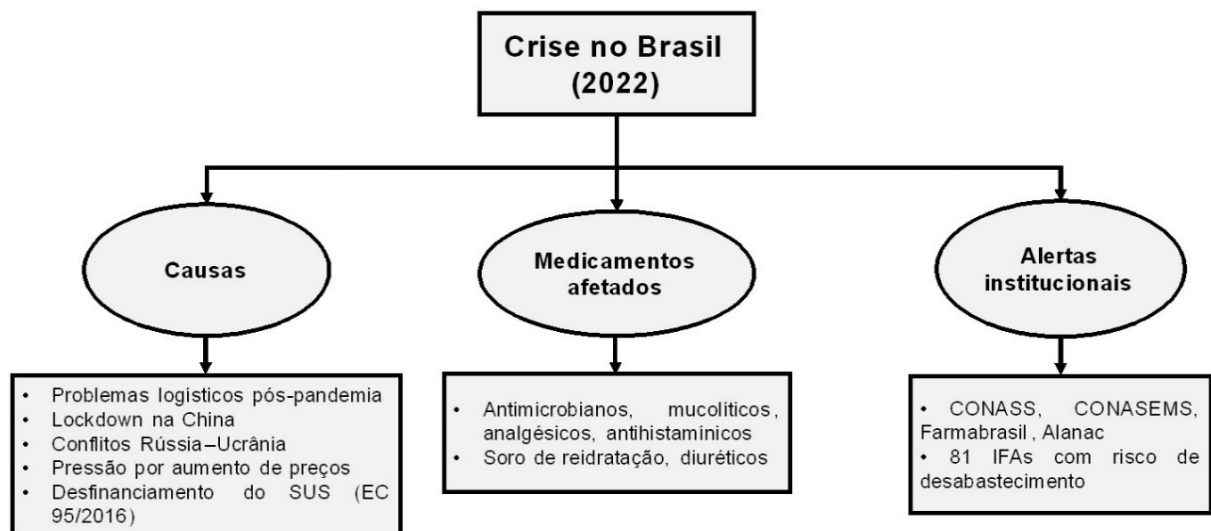 Crise no Brasil
(2022)
Causas
Medicamentos
afetados
Alertas
institucionais
• Problemas logísticos pós-pandemia
• Lockdown na China
• Conflitos Rússia–Ucrânia
• Pressão por aumento de preços
• Desfinanciamento do SUS (EC
95/2016)
• Antimicrobianos, mucolíticos,
analgésicos, antihistamínicos
• Soro de reidratação, diuréticos
• CONASS, CONASEMS,
Farmabrasil, Alanac
• 81 IFAs com risco de
desabastecimento